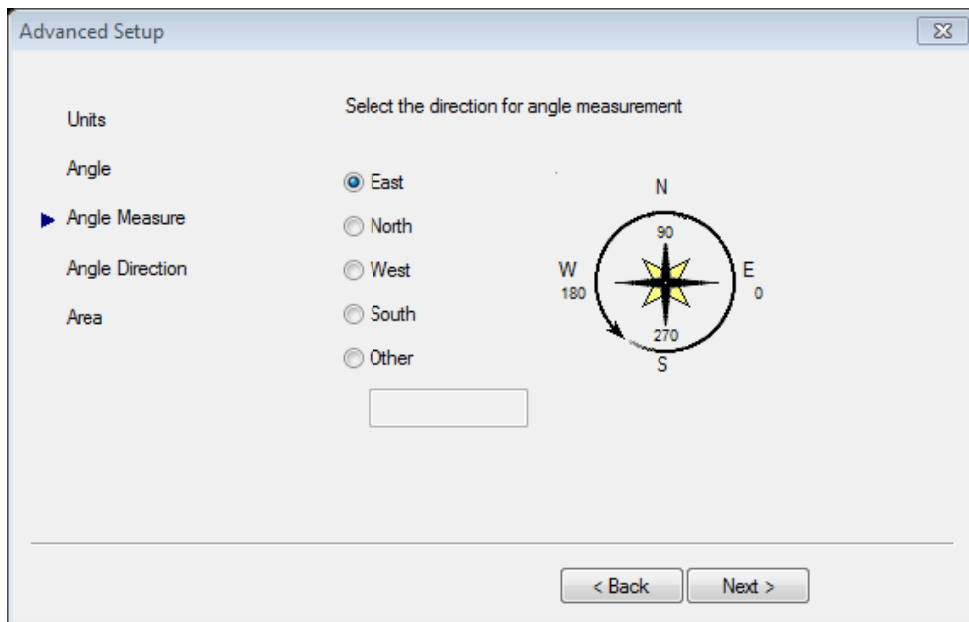 Advanced Setup
Select the direction for angle measurement
Units
Angle
Angle Measure
Angle Direction
Area
East
North
West
South
Other
N
90
W
180
E
0
270
S
< Back
Next >